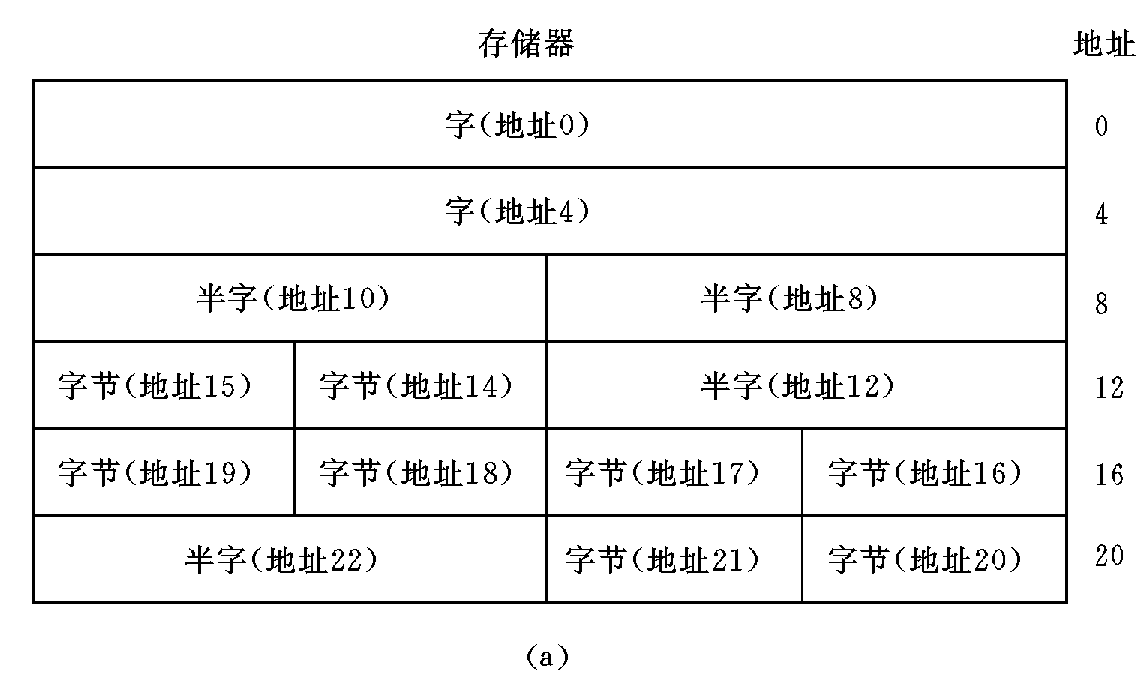 存储器 地址
字(地址0) 0
字(地址4) 4
半字(地址10) 半字(地址8) 8
字节(地址15) 字节(地址14) 半字(地址12) 12
字节(地址19) 字节(地址18) 字节(地址17) 字节(地址16) 16
半字(地址22) 字节(地址21) 字节(地址20) 20
(a)